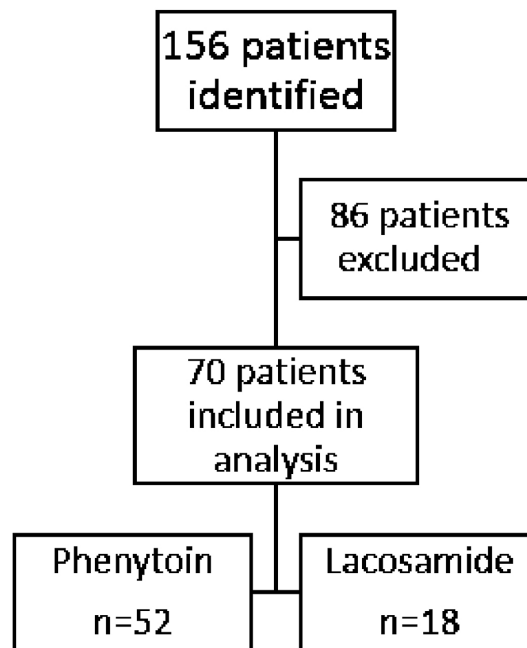 156 patients
identified
86 patients
excluded
70 patients
included in
analysis
Phenytoin
n=52
Lacosamide
n=18